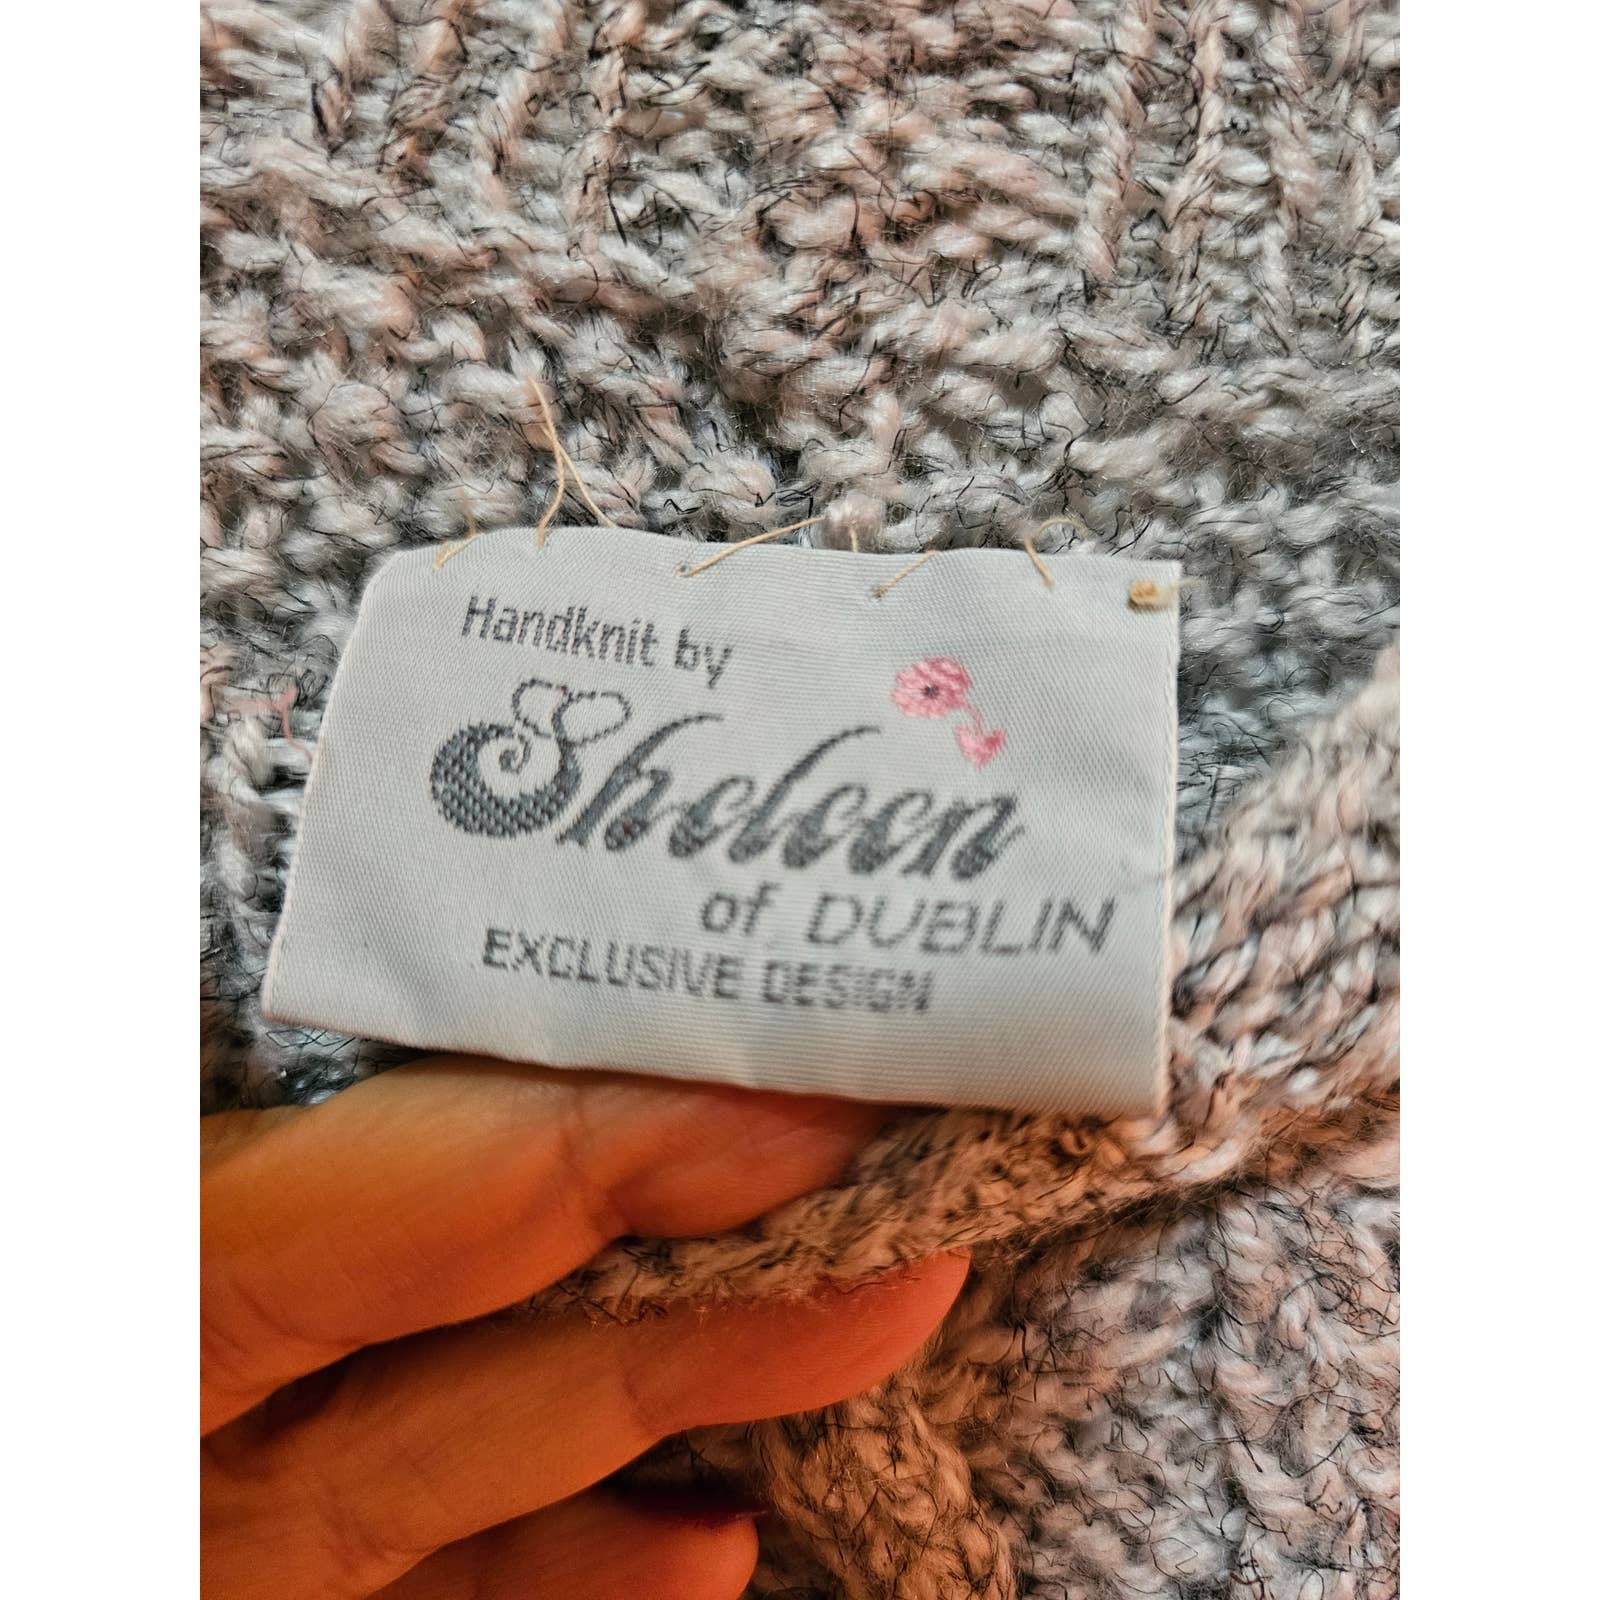 Handknit by
Sheleen
of DUBLIN
EXCLUSIVE DESIGN